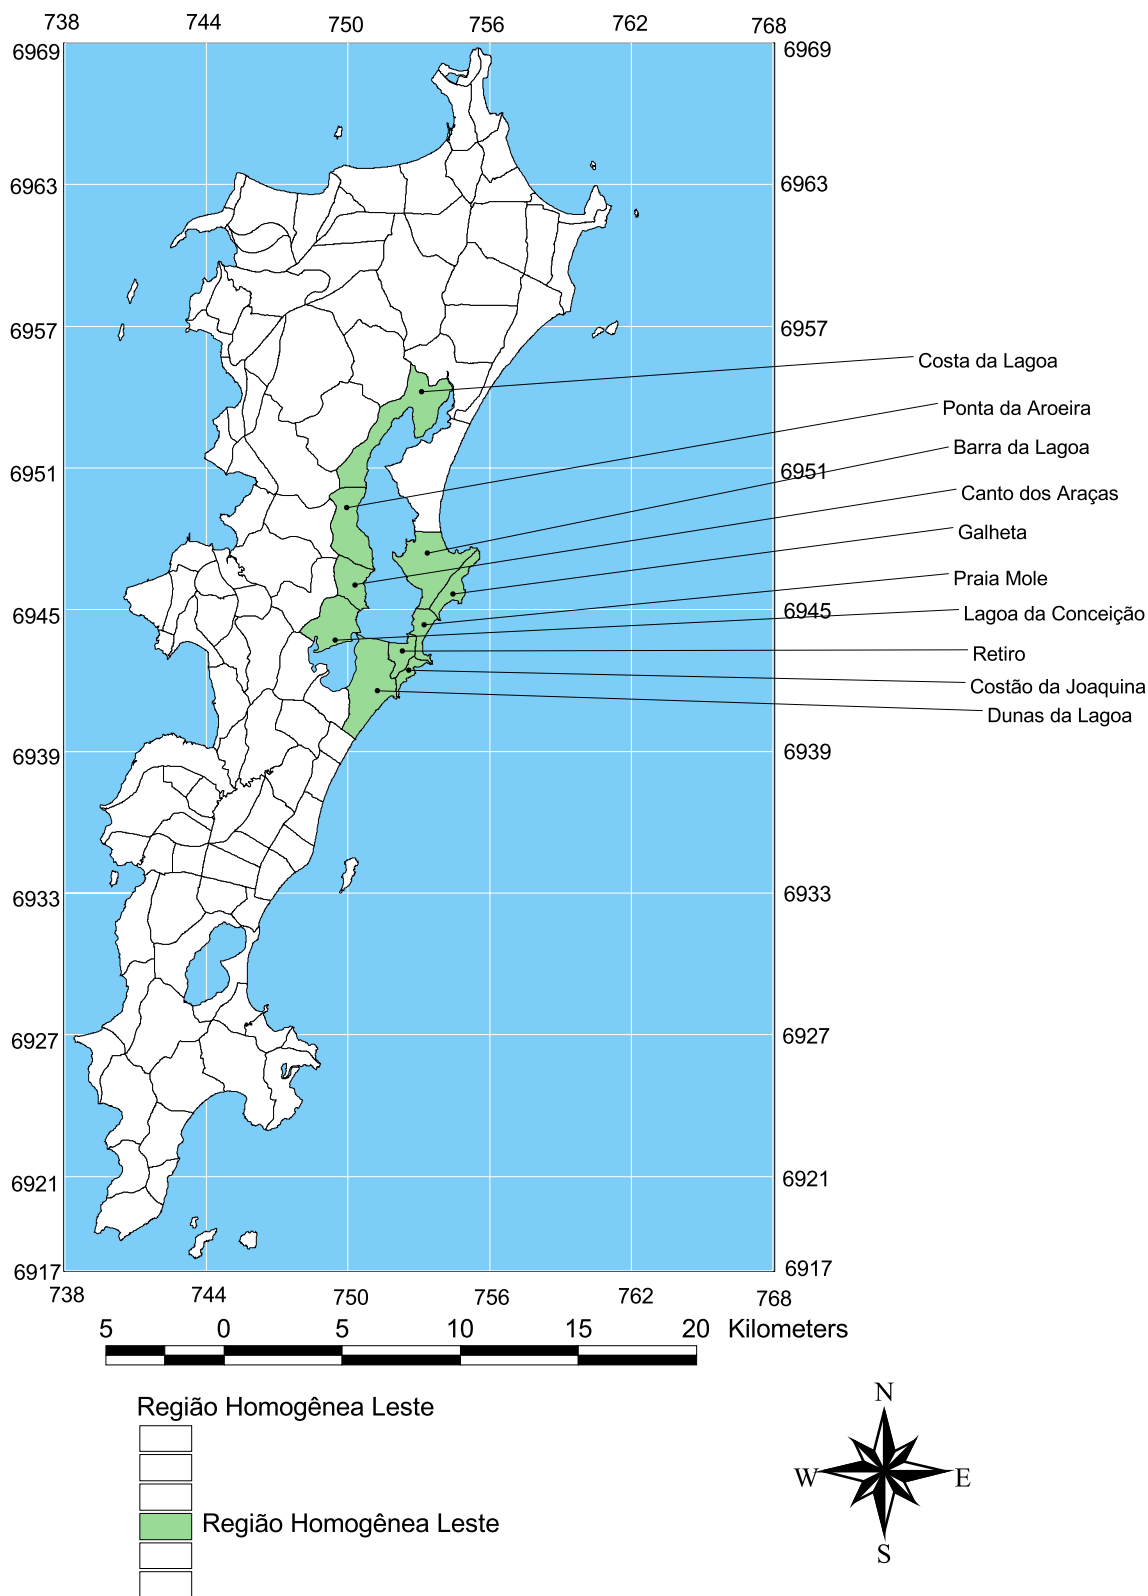 738 744 750 756 762 768
6969 6969
6963 6963
6957 6957
Costa da Lagoa
Ponta da Aroeira
Barra da Lagoa
6951 6951
Canto dos Araças
Galheta
Praia Mole
6945 6945 Lagoa da Conceição
Retiro
Costão da Joaquina
Dunas da Lagoa
6939 6939
6933 6933
6927 6927
6921 6921
6917 6917
738 744 750 756 762 768
5 0 5 10 15 20 Kilometers
Região Homogênea Leste
N
W E
S
Região Homogênea Leste